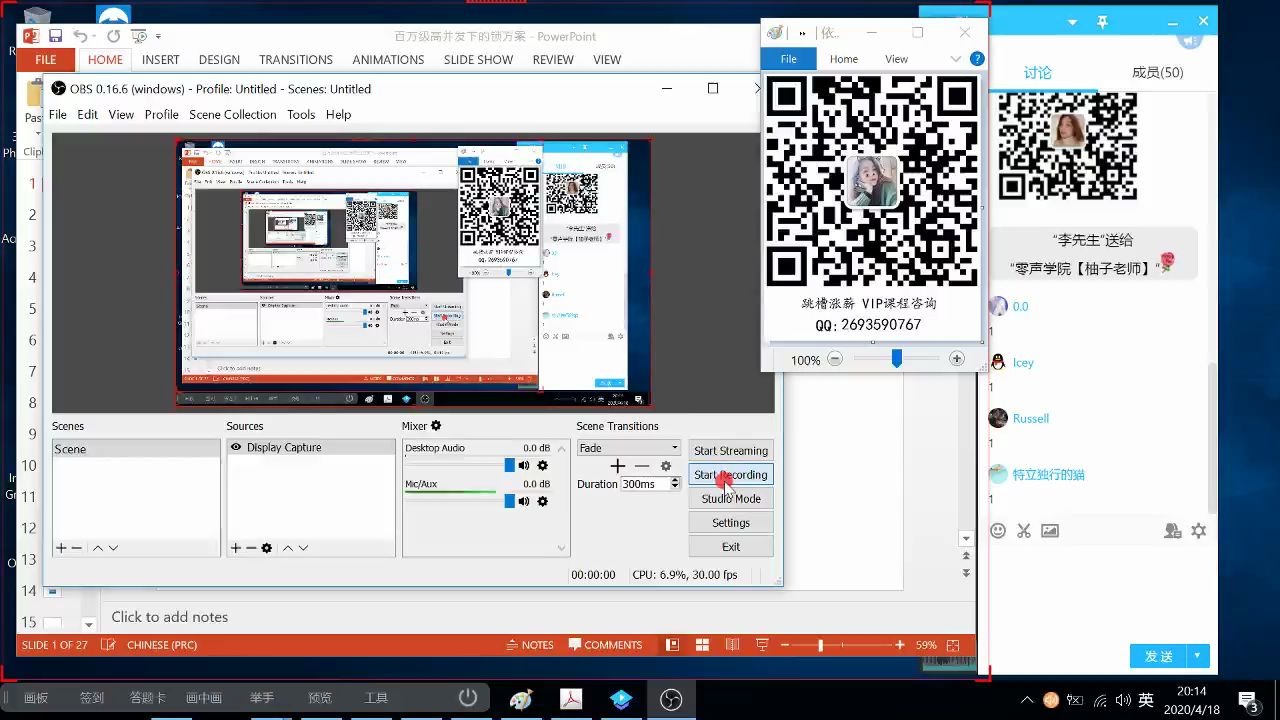 百万级高并发下的锁方案 - PowerPoint
FILE
HOME
INSERT
DESIGN
TRANSITIONS
ANIMATIONS
SLIDE SHOW
REVIEW
VIEW
OBS 0.16.6 (windows) - Profile: Untitled - Scenes: Untitled
File
Edit
View
Profile
Scene Collection
Tools
Help
Scenes
Scene
Sources
Display Capture
Mixer
Desktop Audio
0.0 dB
Mic/Aux
0.0 dB
Scene Transitions
Fade
Duration
300ms
Start Streaming
Start Recording
Studio Mode
Settings
Exit
00:00:00
CPU: 6.9%, 30.00 fps
1
2
3
4
5
6
7
8
9
10
11
12
13
14
15
Click to add notes
SLIDE 1 OF 27
CHINESE (PRC)
NOTES
COMMENTS
59%
File
Home
View
跳槽涨薪 VIP课程咨询
QQ: 2693590767
100%
讨论
成员(50)
“李先生”送给
“零声学院【柚子老师】”
0.0
1
Icey
1
Russell
1
特立独行的猫
1
发送
画板
签到
答题卡
画中画
举手
预览
工具
英
20:14
2020/4/18
3